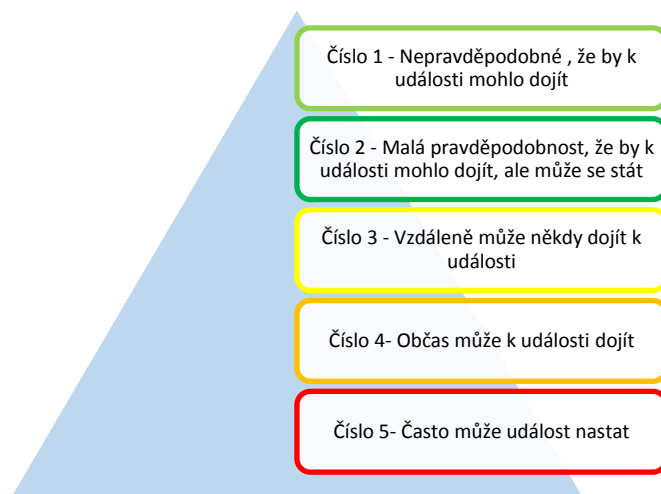 Číslo 1 - Nepravděpodobné , že by k
události mohlo dojít
Číslo 2 - Malá pravděpodobnost, že by k
události mohlo dojít, ale může se stát
Číslo 3 - Vzdáleně může někdy dojít k
události
Číslo 4- Občas může k události dojít
Číslo 5- Často může událost nastat